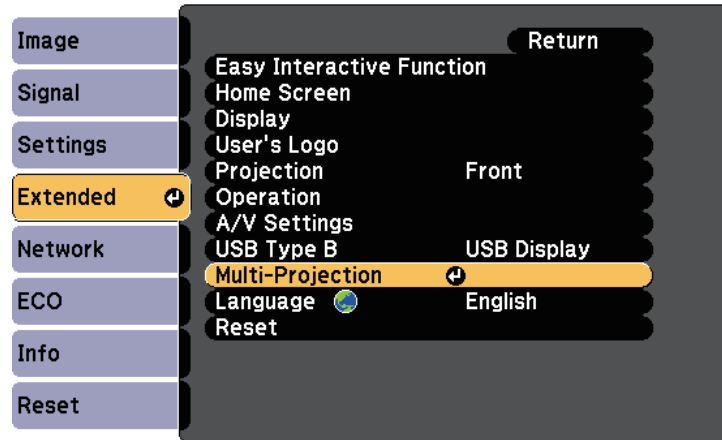 Image
Signal
Settings
Extended
Network
ECO
Info
Reset
Return
Easy Interactive Function
Home Screen
Display
User's Logo
Projection Front
Operation
A/V Settings
USB Type B USB Display
Multi-Projection
Language English
Reset